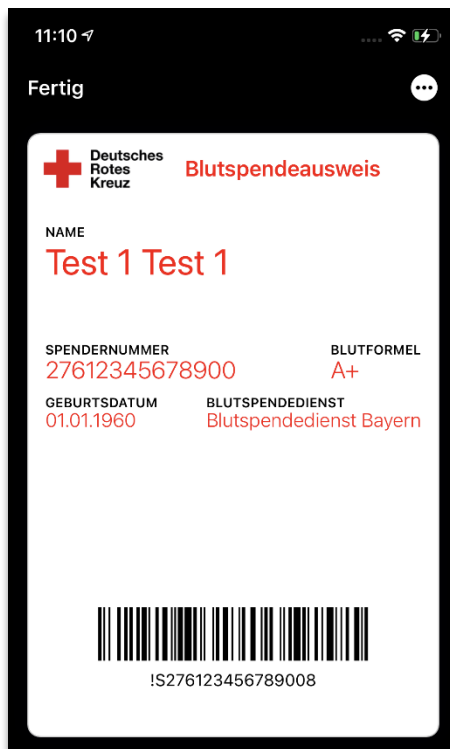 11:10
Fertig
Deutsches
Rotes
Kreuz
Blutspendeausweis
NAME
Test 1 Test 1
SPENDERNUMMER BLUTFORMEL
27612345678900 A+
GEBURTSDATUM BLUTSPENDEDIENST
01.01.1960 Blutspendedienst Bayern
!S276123456789008